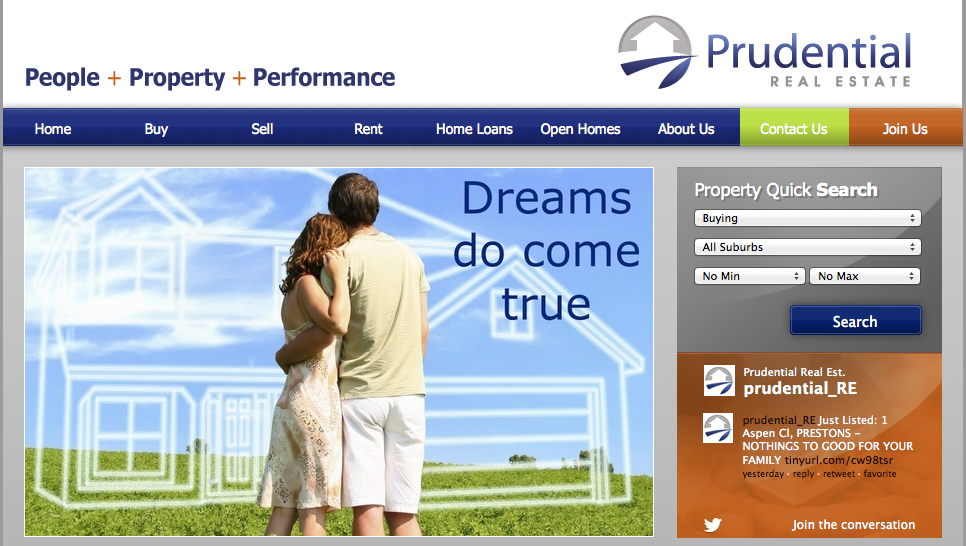 People + Property + Performance
Prudential
REAL ESTATE
Home
Buy
Sell
Rent
Home Loans
Open Homes
About Us
Contact Us
Join Us
Dreams
do come
true
Property Quick Search
Buying
All Suburbs
No Min
No Max
Search
Prudential Real Est.
prudential_RE
prudential_RE Just Listed: 1
Aspen Cl, PRESTONS –
NOTHINGS TO GOOD FOR YOUR
FAMILY tinyurl.com/cw98tsr
yesterday · reply · retweet · favorite
Join the conversation